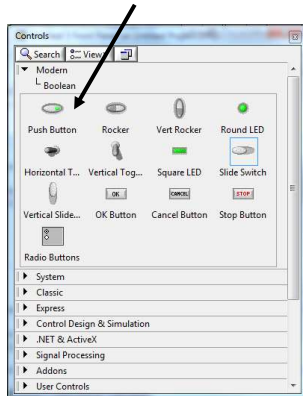 Controls
Search View
Modern
Boolean
Push Button Rocker Vert Rocker Round LED
Horizontal T... Vertical Tog... Square LED Slide Switch
OK CANCEL STOP
Vertical Slide... OK Button Cancel Button Stop Button
Radio Buttons
System
Classic
Express
Control Design & Simulation
.NET & ActiveX
Signal Processing
Addons
User Controls